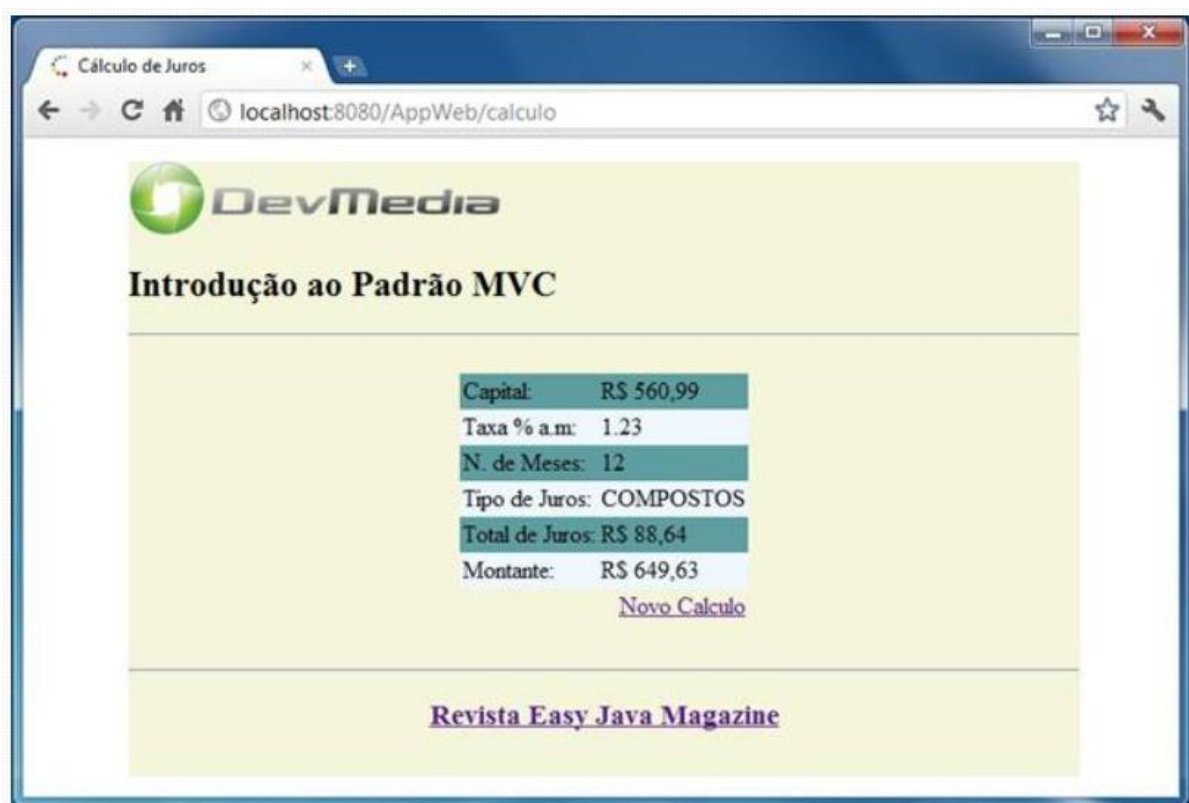 Cálculo de Juros
localhost:8080/AppWeb/calculo
DevMedia
Introdução ao Padrão MVC
Capital: R$ 560,99
Taxa % a.m: 1.23
N. de Meses: 12
Tipo de Juros: COMPOSTOS
Total de Juros: R$ 88,64
Montante: R$ 649,63
Novo Calculo
Revista Easy Java Magazine